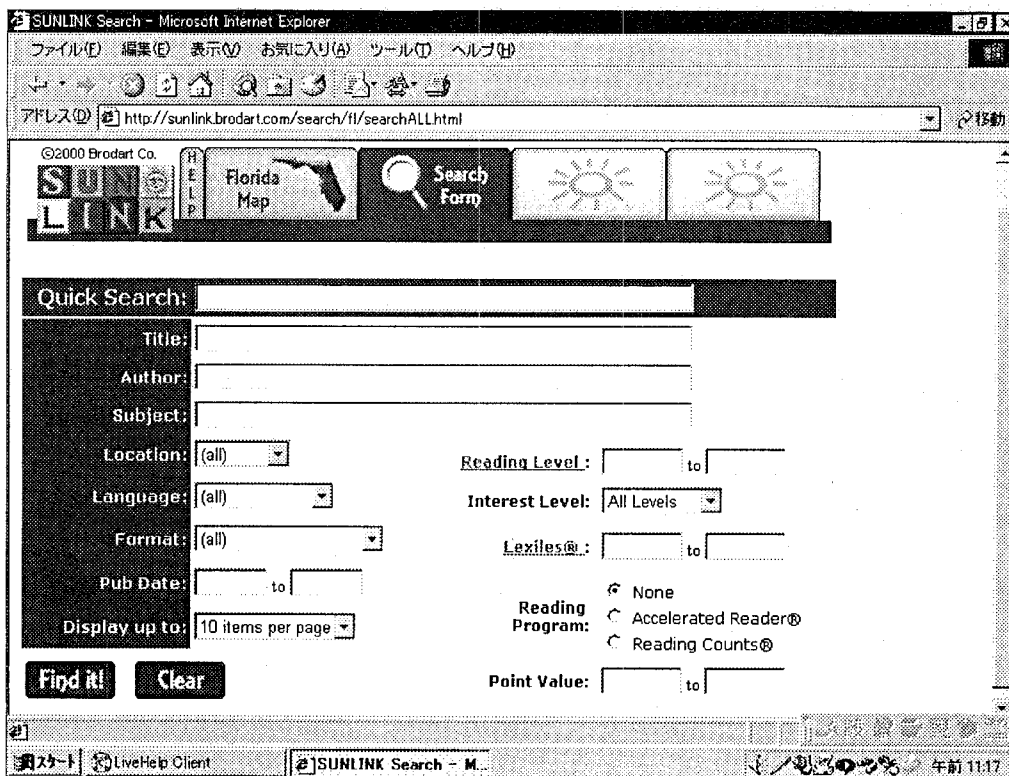 SUNLINK Search - Microsoft Internet Explorer
ファイル(F) 編集(E) 表示(V) お気に入り(A) ツール(T) ヘルプ(H)
アドレス(D) http://sunlink.brodart.com/search/fl/searchALL.html 移動
©2000 Brodart Co.
SUN
LINK
HELP
Florida
Map
Search
Form
Quick Search:
Title:
Author:
Subject:
Location: (all)
Reading Level : to
Language: (all)
Interest Level: All Levels
Format: (all)
Lexiles® : to
Pub Date: to
Reading
Program:
None
Accelerated Reader®
Reading Counts®
Display up to: 10 items per page
Find it! Clear
Point Value: to
スタート LiveHelp Client SUNLINK Search - M... 午前 11:17